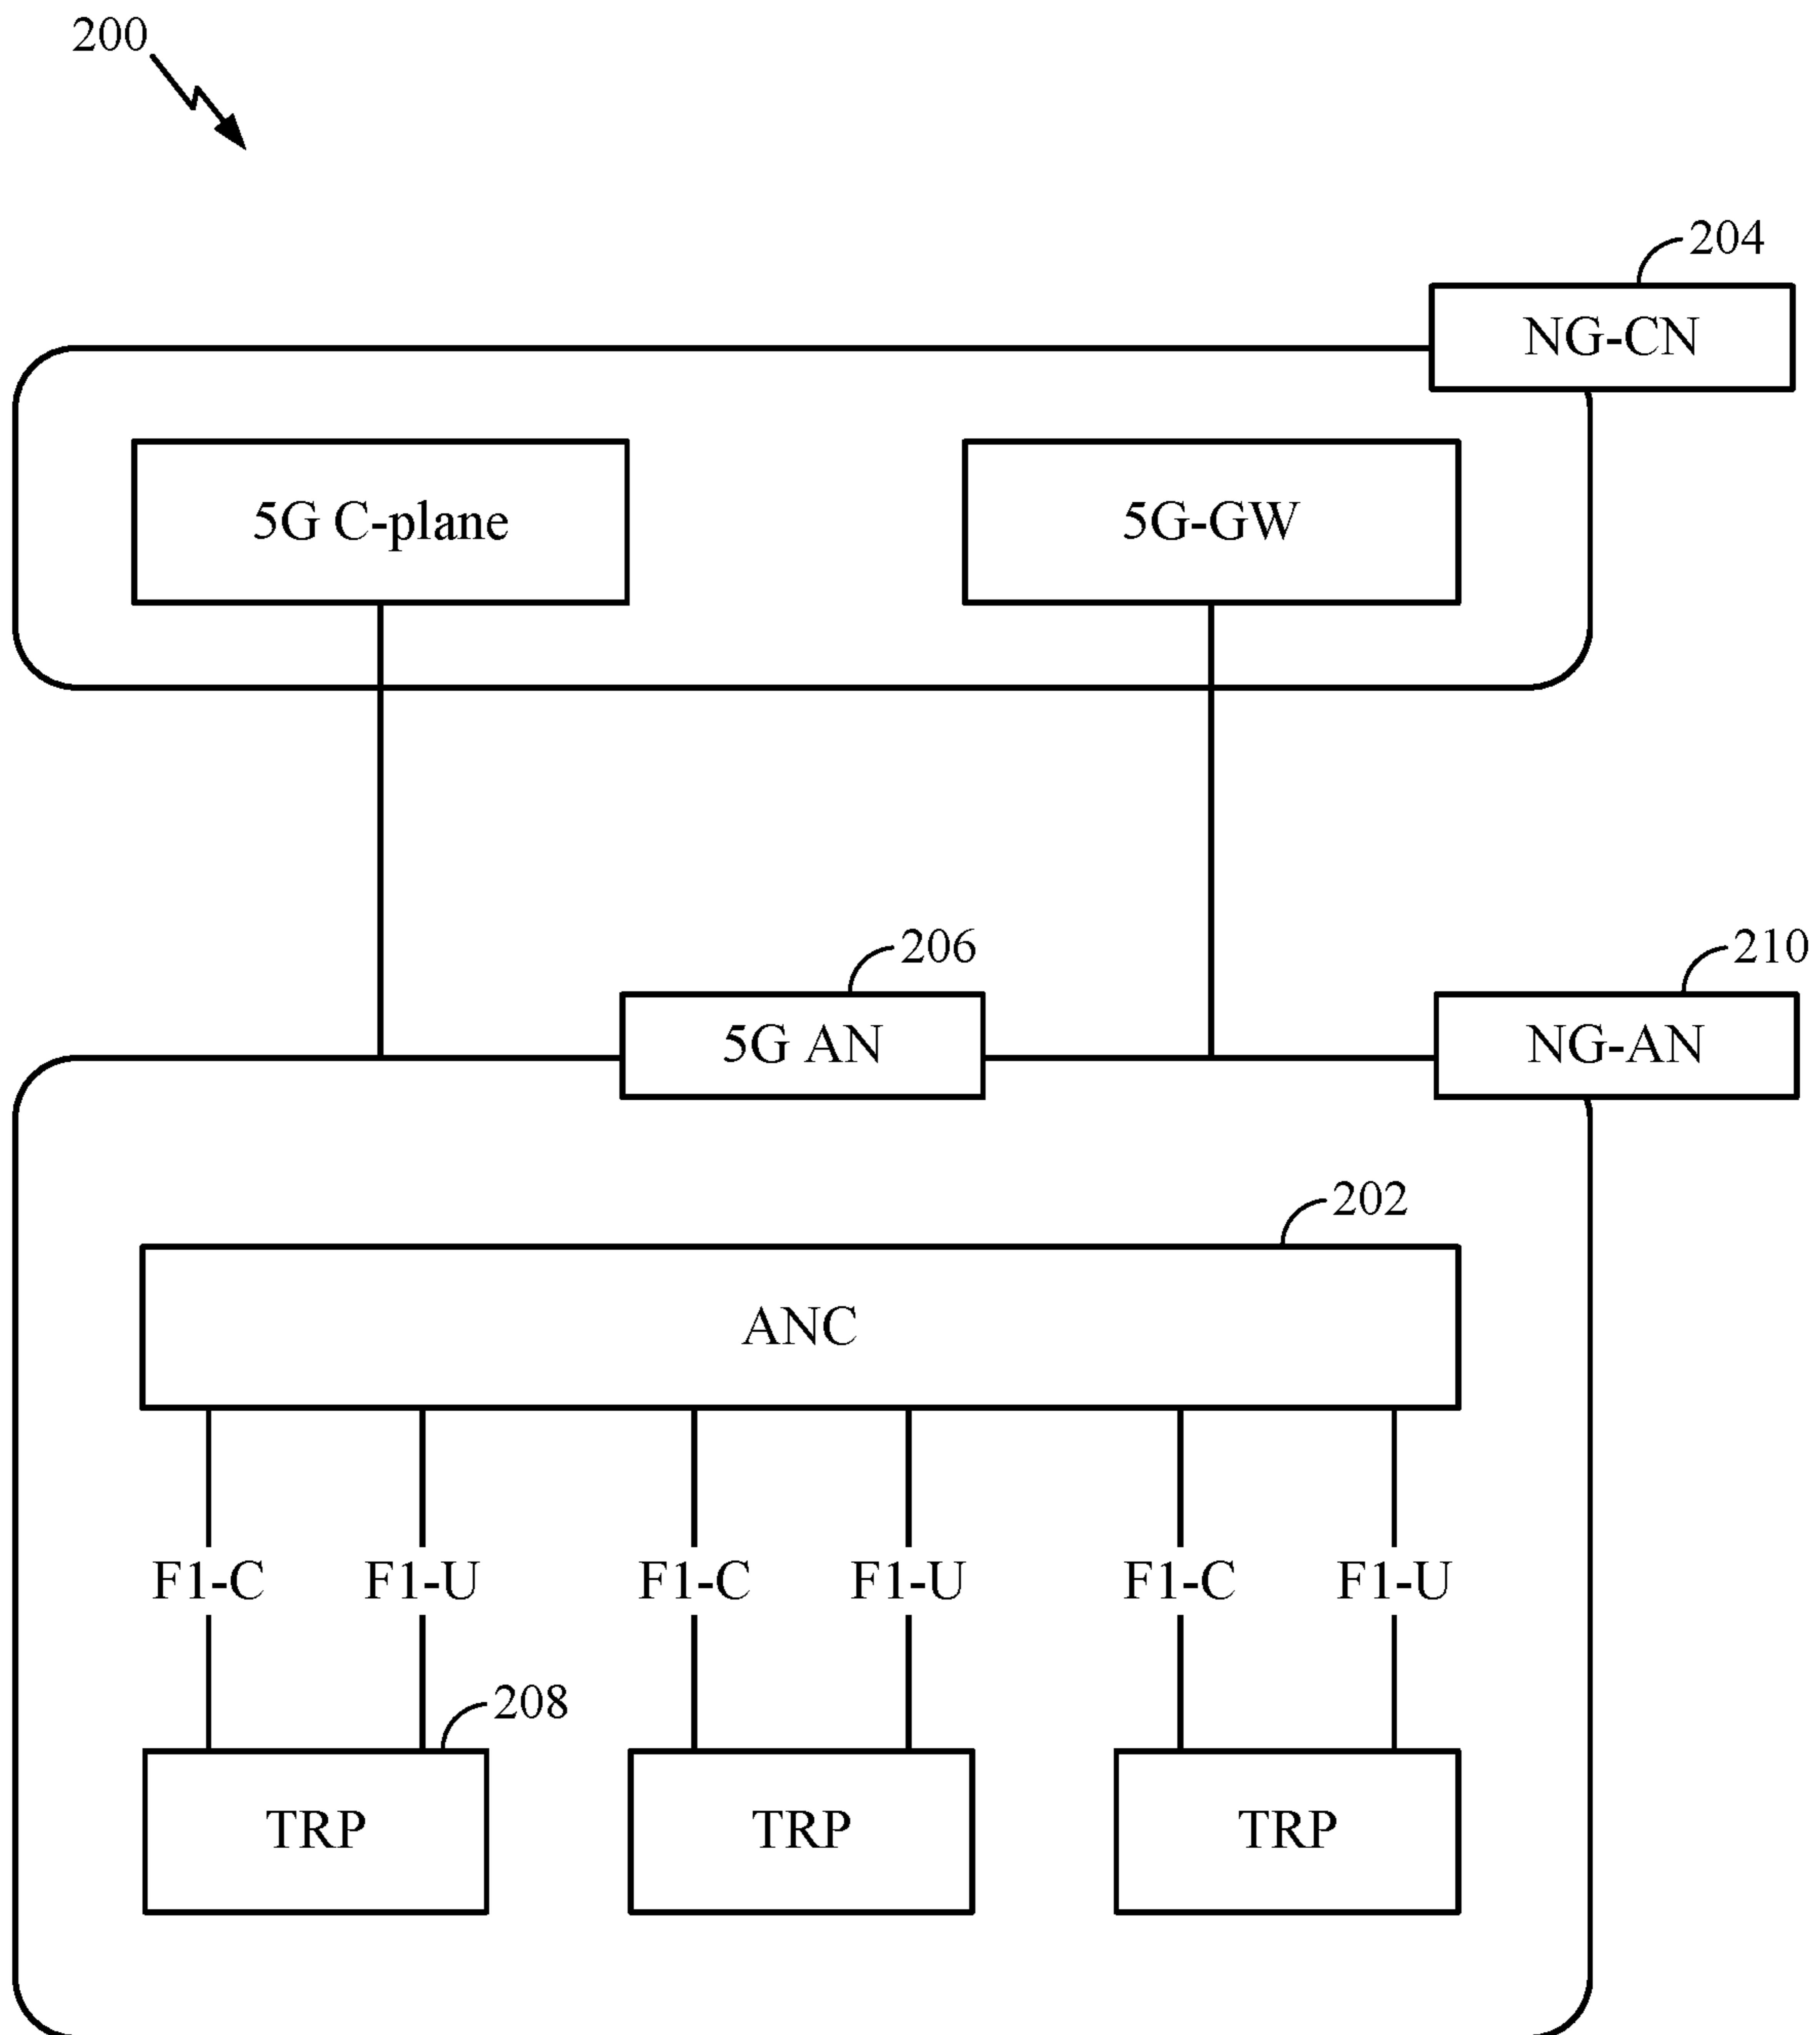 200
204
NG-CN
5G C-plane
5G-GW
206
210
5G AN
NG-AN
202
ANC
F1-C
F1-U
F1-C
F1-U
F1-C
F1-U
208
TRP
TRP
TRP